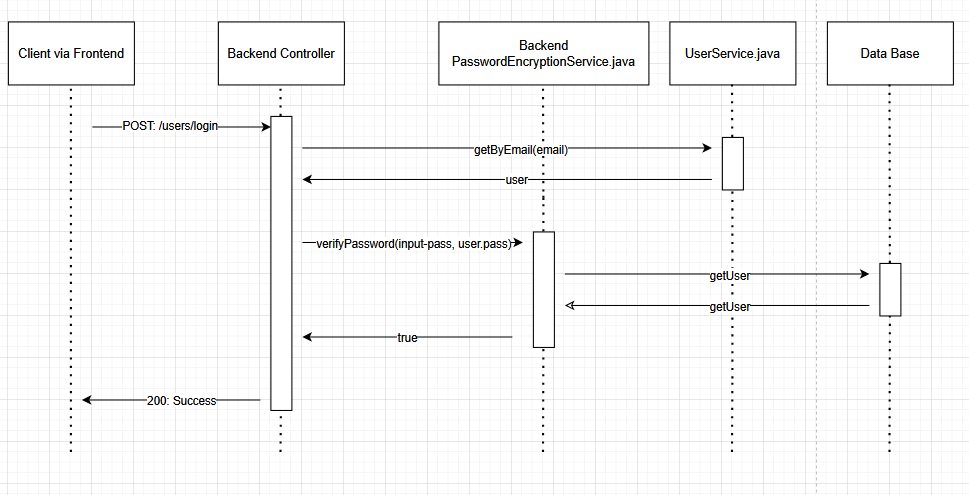 Client via Frontend
Backend Controller
Backend
PasswordEncryptionService.java
UserService.java
Data Base
POST: /users/login
getByEmail(email)
user
verifyPassword(input-pass, user.pass)
getUser
getUser
true
200: Success